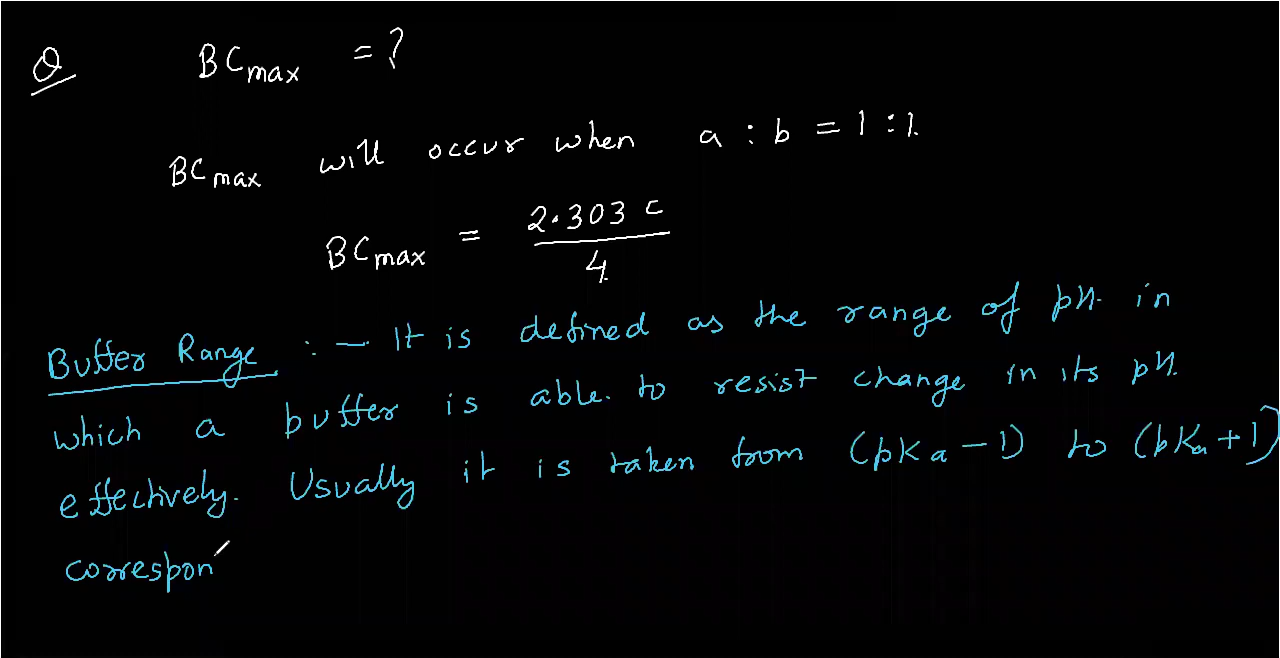 Q BCmax = ?
BCmax will occur when a : b = 1 : 1.
BCmax = 2.303 c / 4
Buffer Range :- It is defined as the range of pH. in
which a buffer is able. to resist change in its pH.
effectively. Usually it is taken from (pKa - 1) to (pKa + 1)
correspon